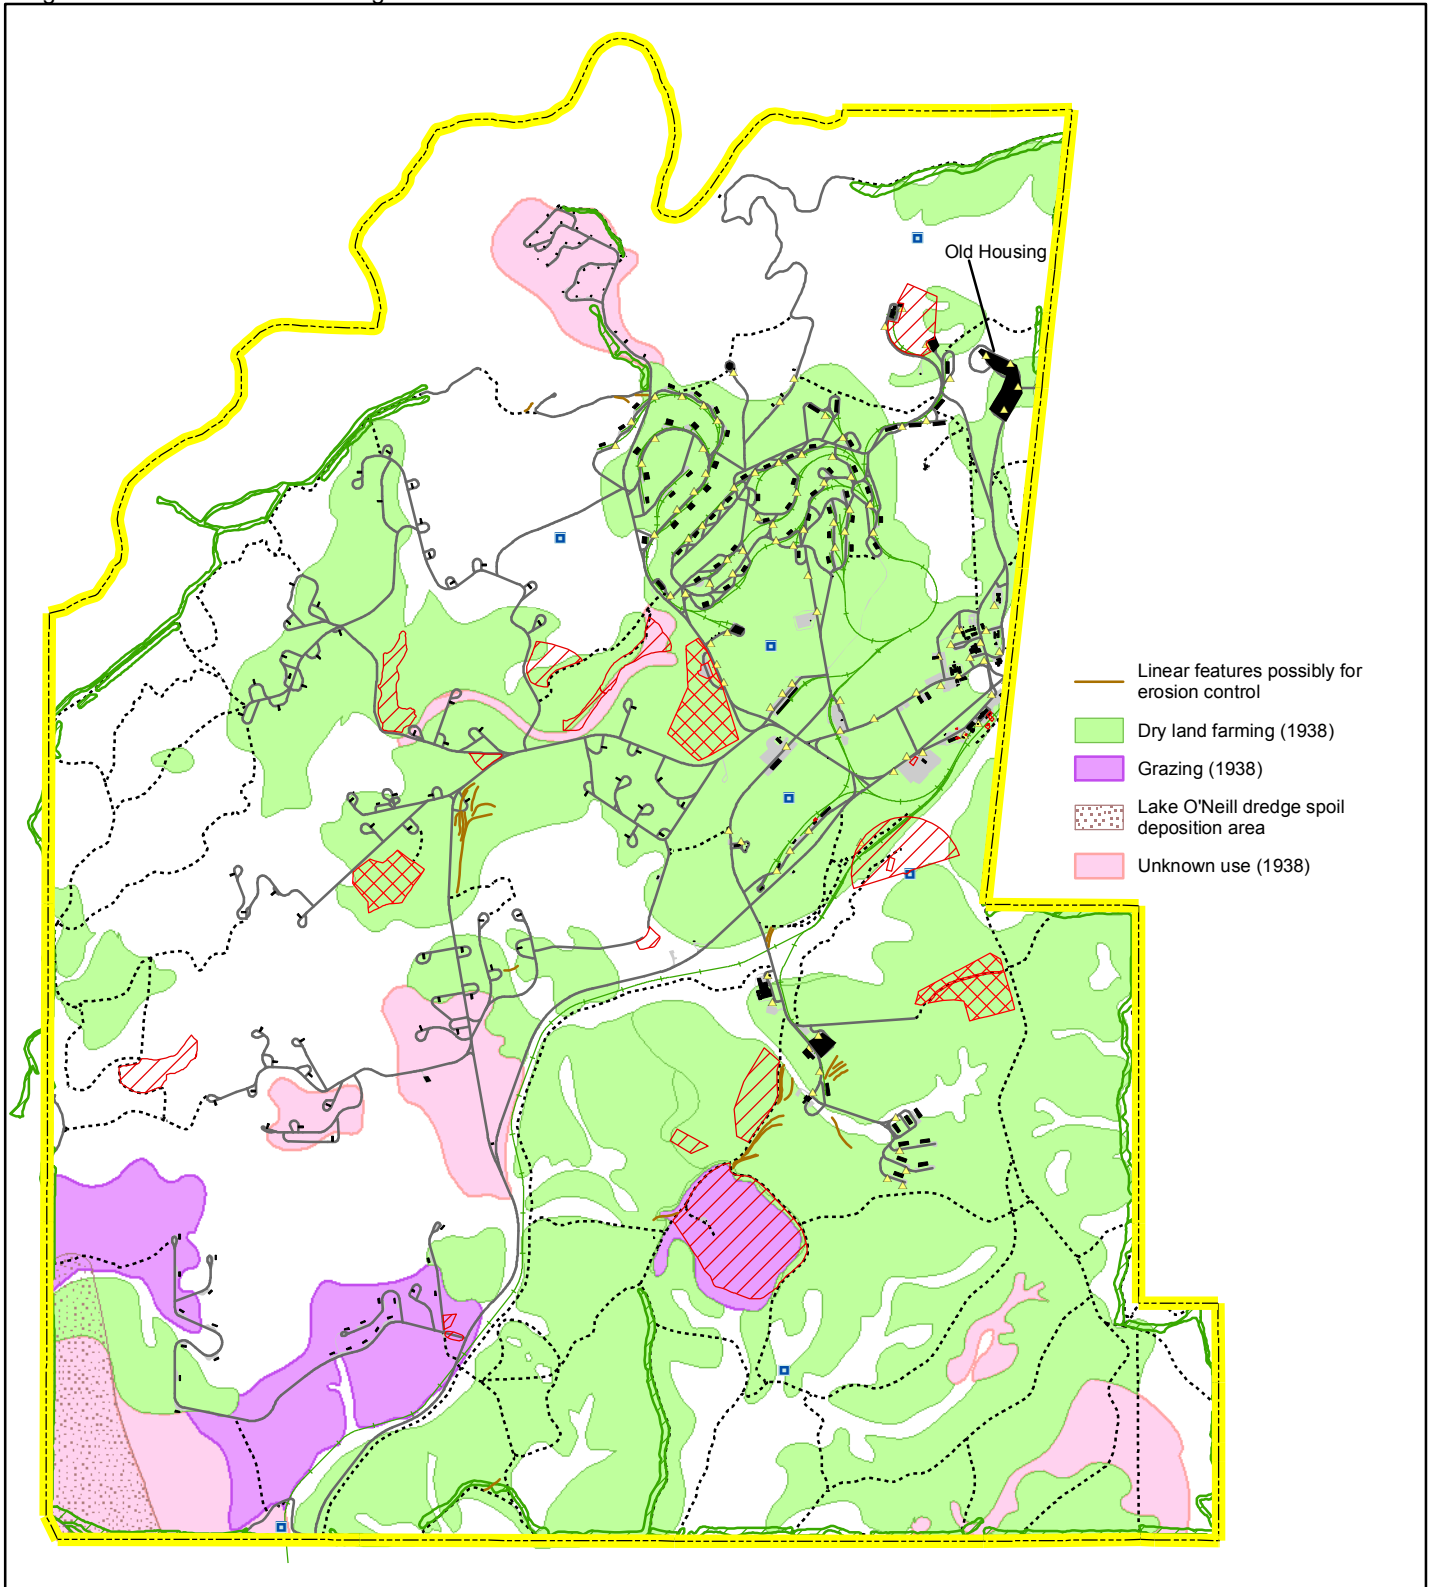 Old Housing
Linear features possibly for
erosion control
Dry land farming (1938)
Grazing (1938)
Lake O'Neill dredge spoil
deposition area
Unknown use (1938)